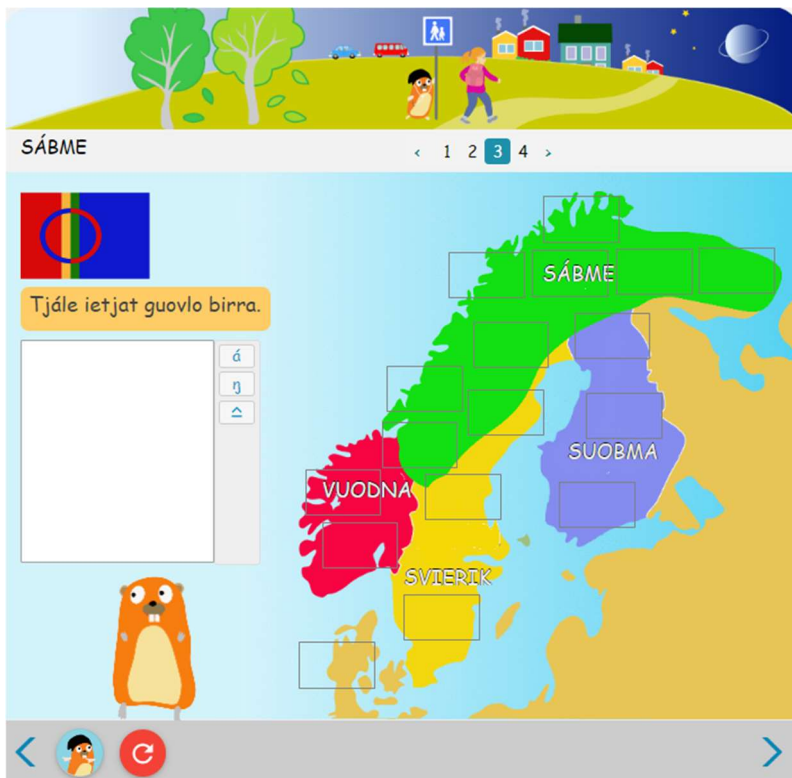 SÁBME
‹ 1 2 3 4 ›
Tjále ietjat guovlo birra.
á
ŋ
SÁBME
SUOBMA
VUODNA
SVIERIK